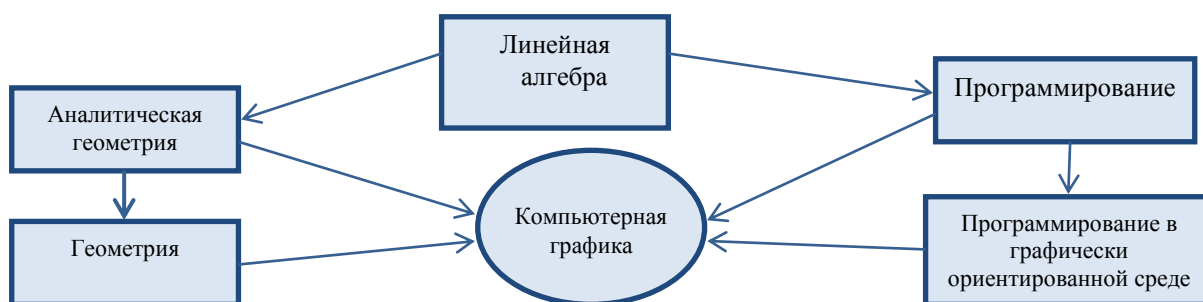 Линейная
алгебра
Аналитическая
геометрия
Программирование
Компьютерная
графика
Геометрия
Программирование в
графически
ориентированной среде